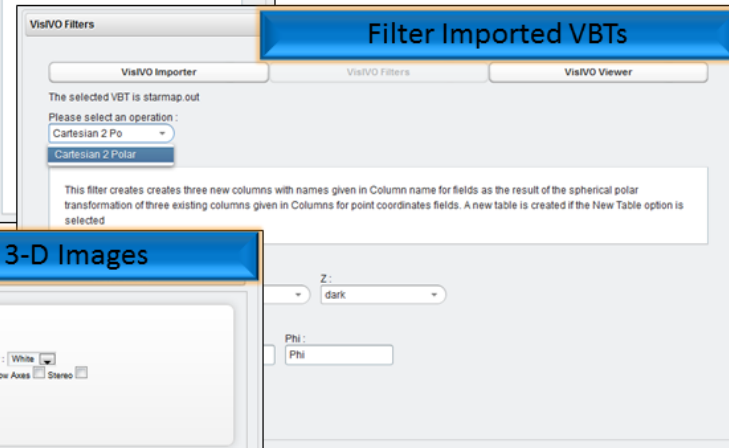 VisIVO Filters
Filter Imported VBTs
VisIVO Importer
VisIVO Filters
VisIVO Viewer
The selected VBT is starmap.out
Please select an operation :
Cartesian 2 Po
Cartesian 2 Polar
This filter creates creates three new columns with names given in Column name for fields as the result of the spherical polar
transformation of three existing columns given in Columns for point coordinates fields. A new table is created if the New Table option is
selected
3-D Images
Z :
dark
Phi :
Phi
: White
Axes Stereo